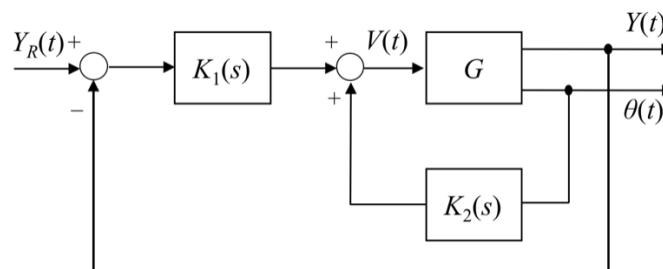 Y_R(t) +
−
K_1(s)
+
+
V(t)
G
Y(t)
θ(t)
K_2(s)